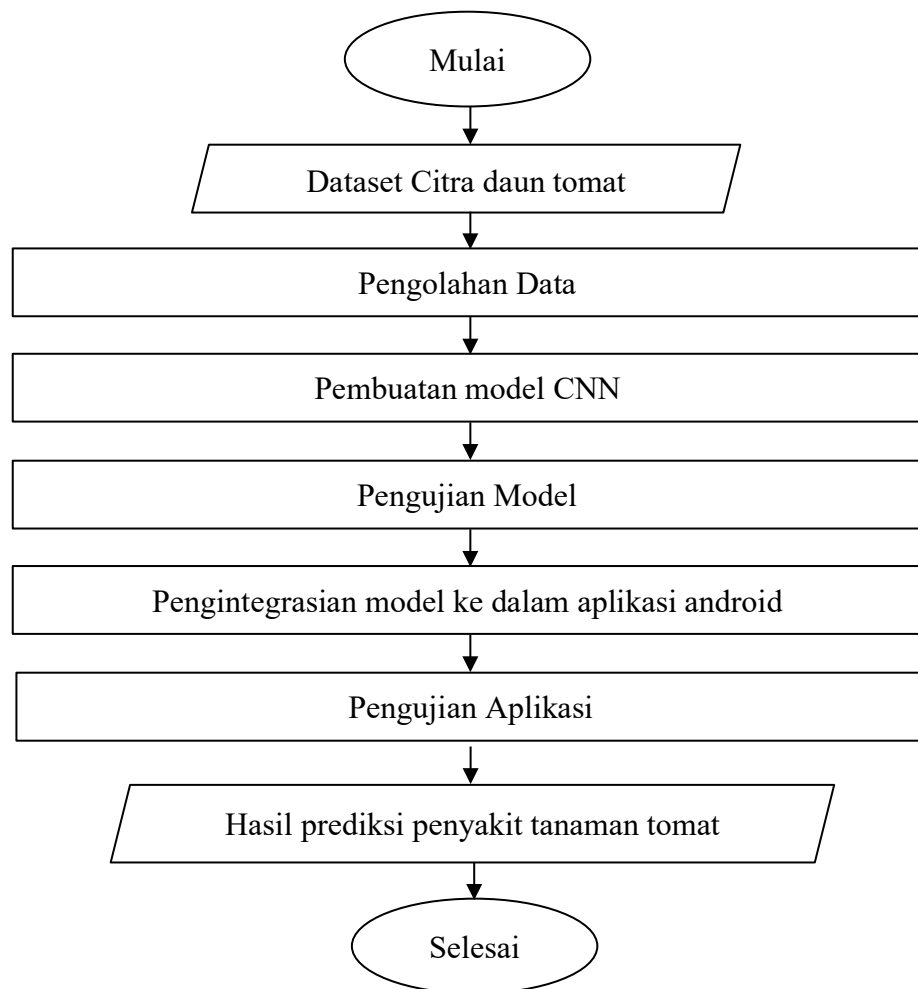 Mulai
Dataset Citra daun tomat
Pengolahan Data
Pembuatan model CNN
Pengujian Model
Pengintegrasian model ke dalam aplikasi android
Pengujian Aplikasi
Hasil prediksi penyakit tanaman tomat
Selesai